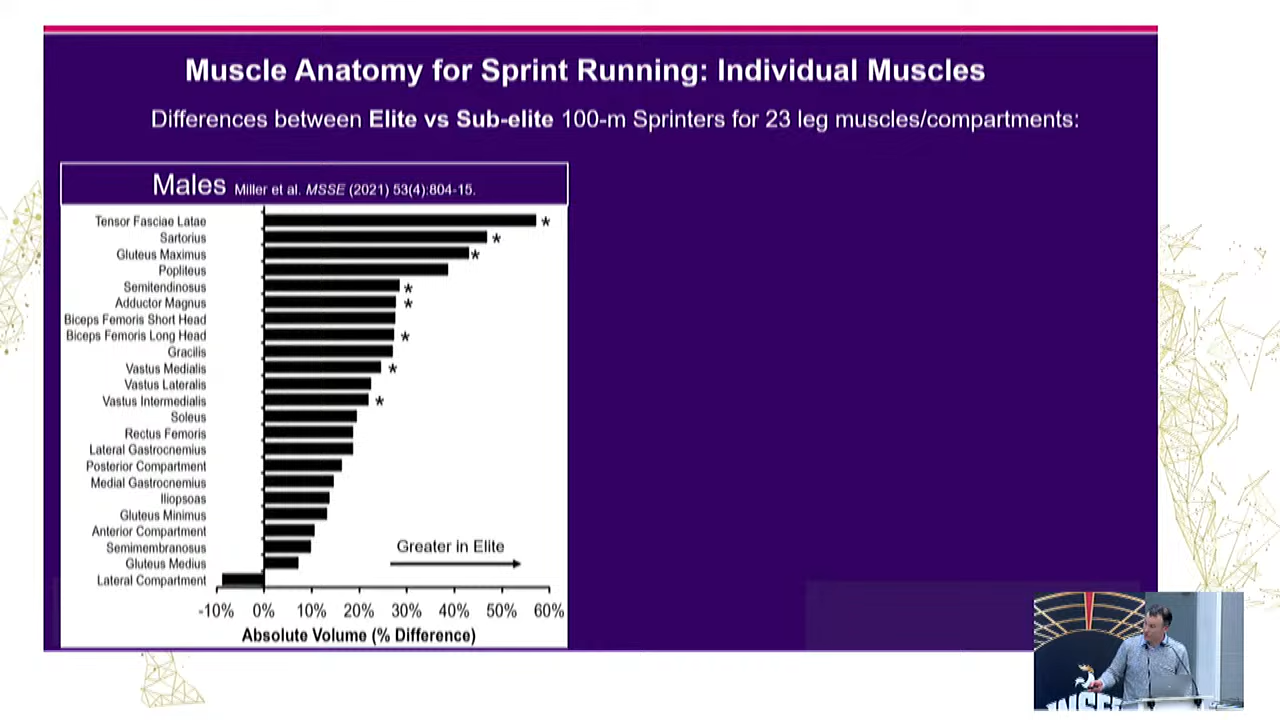 Muscle Anatomy for Sprint Running: Individual Muscles
Differences between Elite vs Sub-elite 100-m Sprinters for 23 leg muscles/compartments:
Males Miller et al. MSSE (2021) 53(4):804-15.
Tensor Fasciae Latae *
Sartorius *
Gluteus Maximus *
Popliteus
Semitendinosus *
Adductor Magnus *
Biceps Femoris Short Head
Biceps Femoris Long Head *
Gracilis
Vastus Medialis *
Vastus Lateralis
Vastus Intermedialis *
Soleus
Rectus Femoris
Lateral Gastrocnemius
Posterior Compartment
Medial Gastrocnemius
Iliopsoas
Gluteus Minimus
Anterior Compartment
Semimembranosus
Greater in Elite
Gluteus Medius
Lateral Compartment
-10% 0% 10% 20% 30% 40% 50% 60%
Absolute Volume (% Difference)